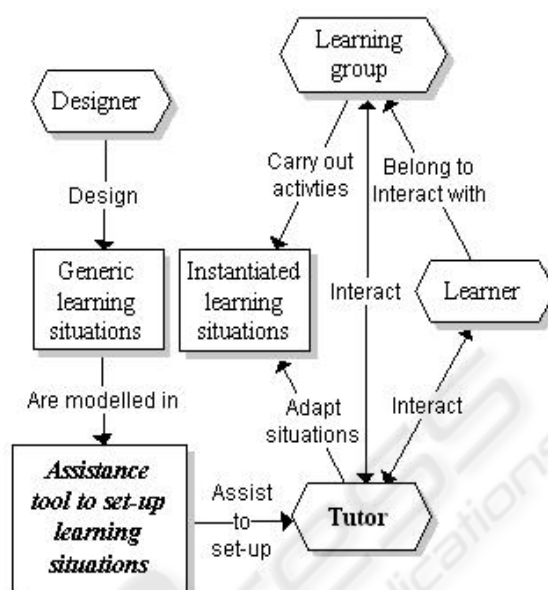 Learning
group
Designer
Carry out
activties
Belong to
Interact with
Design
Generic
learning
situations
Instantiated
learning
situations
Interact
Learner
Are modelled in
Adapt
situations
Interact
Assistance
tool to set-up
learning
situations
Assist
to
set-up
Tutor